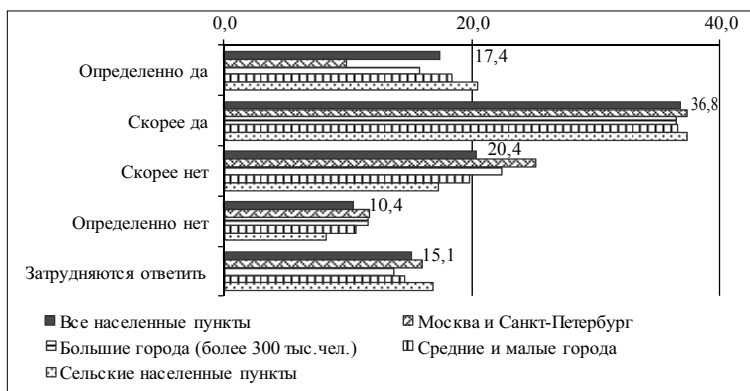 0,0 20,0 40,0
Определенно да 17,4
Скорее да 36,8
Скорее нет 20,4
Определенно нет 10,4
Затрудняются ответить 15,1
Все населенные пункты Москва и Санкт-Петербург
Большие города (более 300 тыс.чел.) Средние и малые города
Сельские населенные пункты